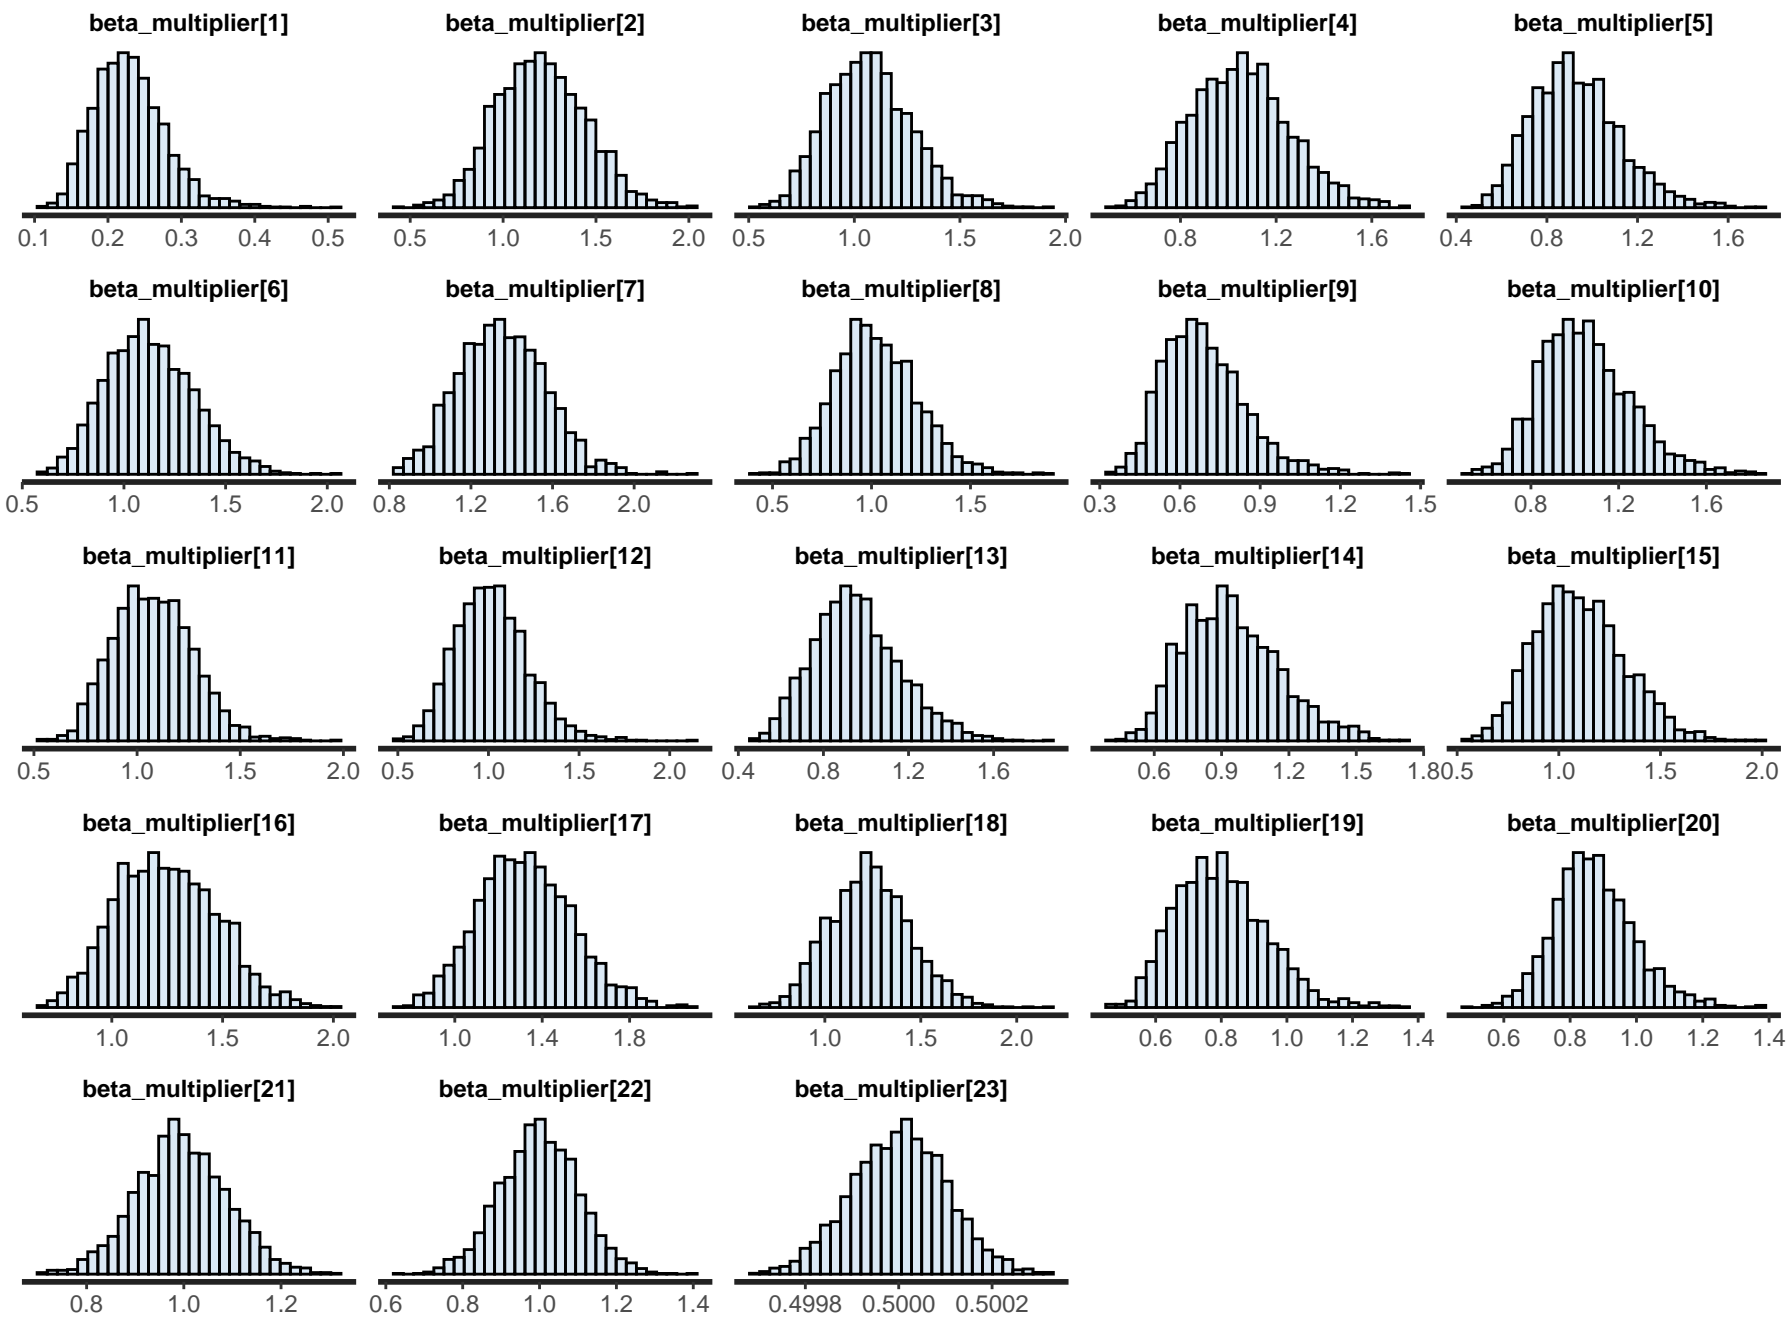 beta_multiplier[1] beta_multiplier[2] beta_multiplier[3] beta_multiplier[4] beta_multiplier[5]
0.1 0.2 0.3 0.4 0.5 0.5 1.0 1.5 2.0 0.5 1.0 1.5 2.0 0.8 1.2 1.6 0.4 0.8 1.2 1.6
beta_multiplier[6] beta_multiplier[7] beta_multiplier[8] beta_multiplier[9] beta_multiplier[10]
0.5 1.0 1.5 2.0 0.8 1.2 1.6 2.0 0.5 1.0 1.5 0.3 0.6 0.9 1.2 1.5 0.8 1.2 1.6
beta_multiplier[11] beta_multiplier[12] beta_multiplier[13] beta_multiplier[14] beta_multiplier[15]
0.5 1.0 1.5 2.0 0.5 1.0 1.5 2.0 0.4 0.8 1.2 1.6 0.6 0.9 1.2 1.5 1.8 0.5 1.0 1.5 2.0
beta_multiplier[16] beta_multiplier[17] beta_multiplier[18] beta_multiplier[19] beta_multiplier[20]
1.0 1.5 2.0 1.0 1.4 1.8 1.0 1.5 2.0 0.6 0.8 1.0 1.2 1.4 0.6 0.8 1.0 1.2 1.4
beta_multiplier[21] beta_multiplier[22] beta_multiplier[23]
0.8 1.0 1.2 0.6 0.8 1.0 1.2 1.4 0.4998 0.5000 0.5002